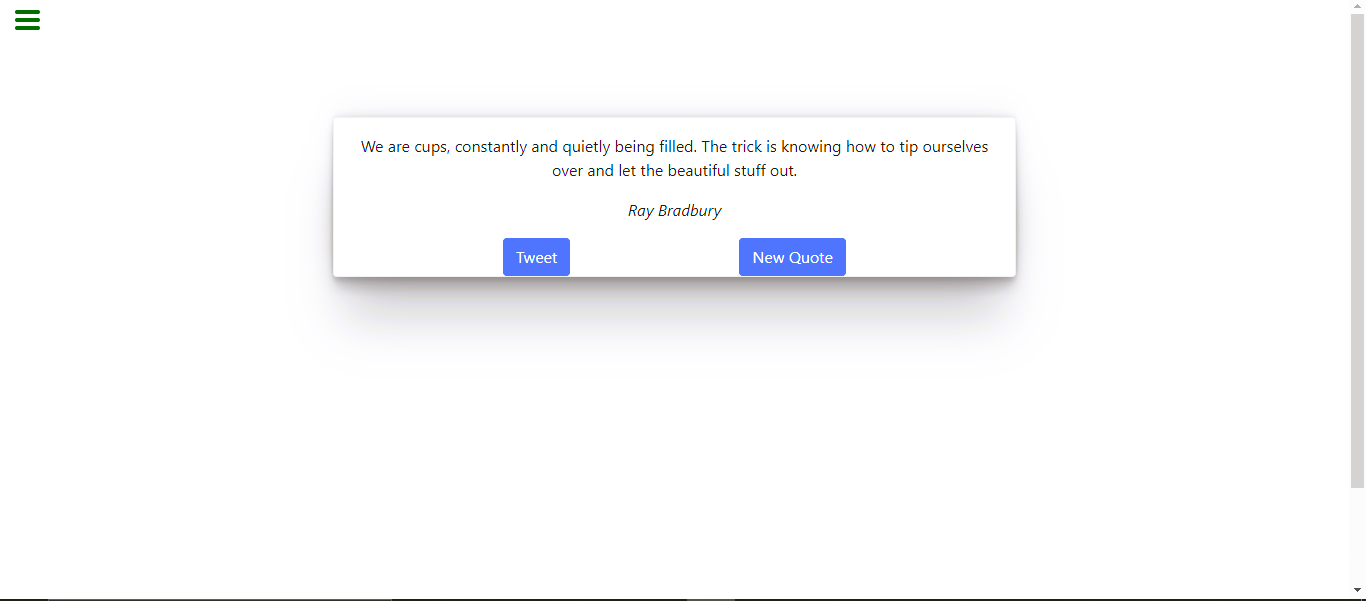 We are cups, constantly and quietly being filled. The trick is knowing how to tip ourselves
over and let the beautiful stuff out.
Ray Bradbury
Tweet
New Quote